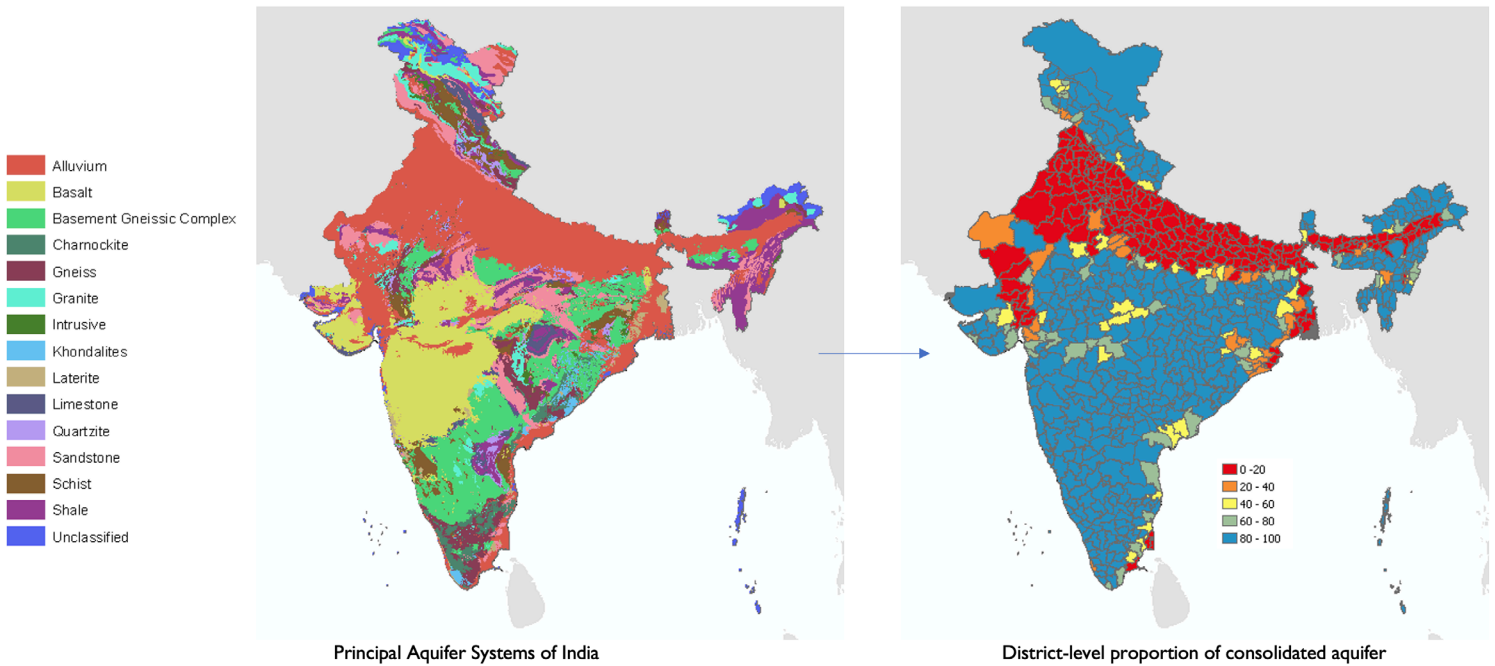 Alluvium
Basalt
Basement Gneissic Complex
Charnockite
Gneiss
Granite
Intrusive
Khondalites
Laterite
Limestone
Quartzite
Sandstone
Schist
Shale
Unclassified
0 -20
20 - 40
40 - 60
60 - 80
80 - 100
Principal Aquifer Systems of India
District-level proportion of consolidated aquifer